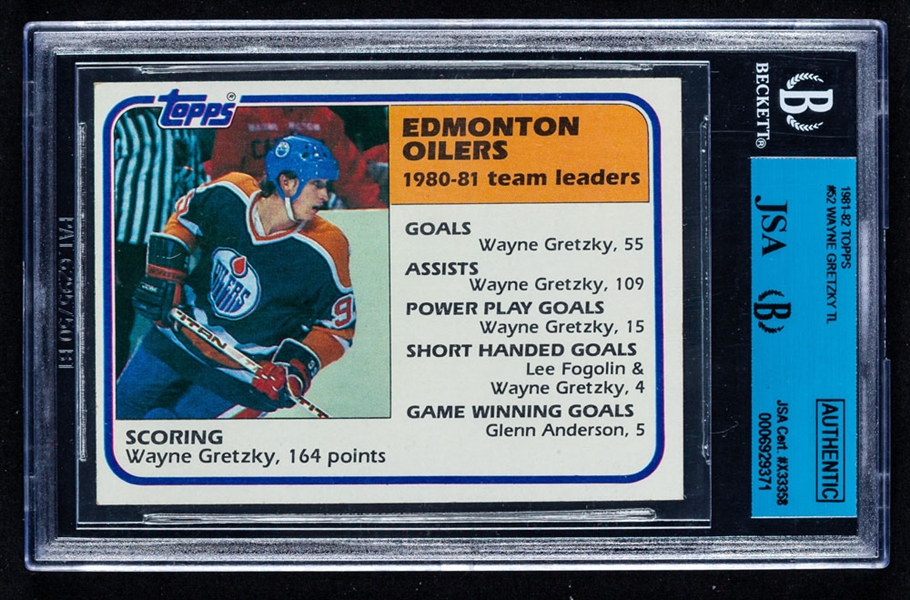 topps®
EDMONTON
OILERS
1980-81 team leaders
GOALS
Wayne Gretzky, 55
ASSISTS
Wayne Gretzky, 109
POWER PLAY GOALS
Wayne Gretzky, 15
SHORT HANDED GOALS
Lee Fogolin &
Wayne Gretzky, 4
GAME WINNING GOALS
Glenn Anderson, 5
SCORING
Wayne Gretzky, 164 points
OILERS
9
TITAN
B
BECKETT®
1981-82 TOPPS
#52 WAYNE GRETZKY TL
JSA
B
AUTHENTIC
JSA Cert. #X33358
0006929371